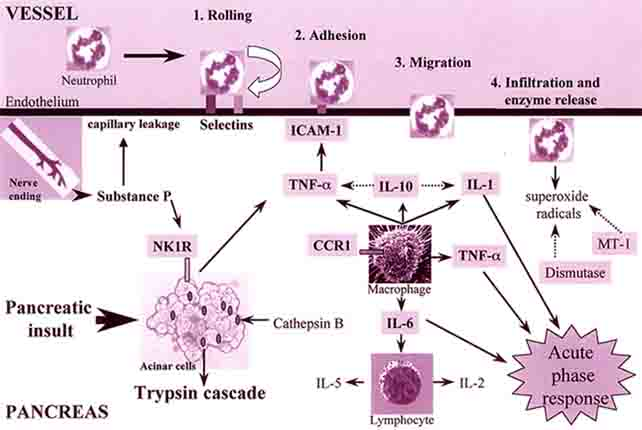 VESSEL
1. Rolling
2. Adhesion
3. Migration
4. Infiltration and
enzyme release
Neutrophil
Endothelium
capillary leakage
Selectins
ICAM-1
Nerve
ending
Substance P
TNF-α
IL-10
IL-1
superoxide
radicals
NK1R
CCR1
TNF-α
MT-1
Macrophage
Dismutase
Pancreatic
insult
Cathepsin B
IL-6
Acinar cells
Trypsin cascade
IL-5
IL-2
Lymphocyte
Acute
phase
response
PANCREAS